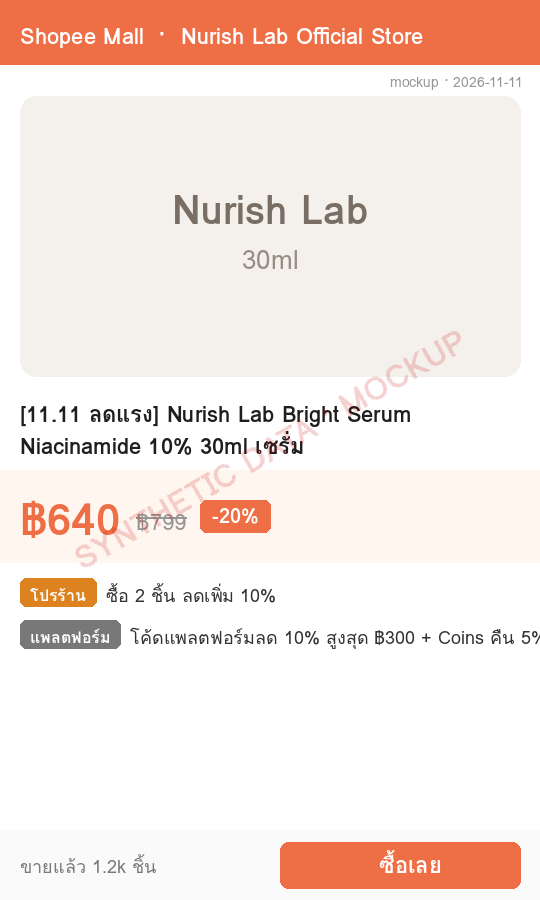 Shopee Mall · Nurish Lab Official Store
mockup · 2026-11-11
Nurish Lab
30ml
[11.11 ลดแรง] Nurish Lab Bright Serum
Niacinamide 10% 30ml เซรั่ม
฿640 ฿799 -20%
โปรร้าน ซื้อ 2 ชิ้น ลดเพิ่ม 10%
แพลตฟอร์ม โค้ดแพลตฟอร์มลด 10% สูงสุด ฿300 + Coins คืน 5%
SYNTHETIC DATA · MOCKUP
ขายแล้ว 1.2k ชิ้น
ซื้อเลย